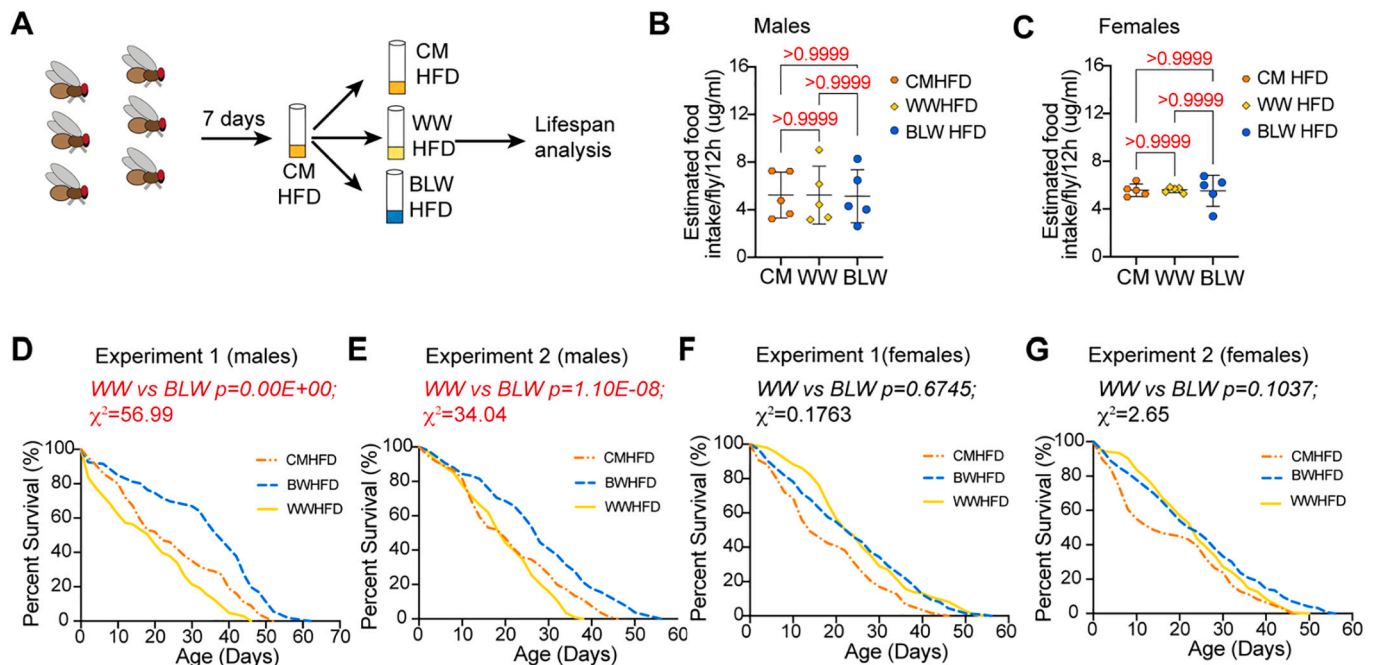 A
7 days
CM
HFD
CM
HFD
WW
HFD
BLW
HFD
Lifespan
analysis
B
Males
Estimated food
intake/fly/12h (ug/ml)
16
12
8
4
0
>0.9999
>0.9999
>0.9999
CM WW BLW
CMHFD
WWHFD
BLW HFD
C
Females
Estimated food
intake/fly/12h (ug/ml)
16
12
8
4
0
>0.9999
>0.9999
>0.9999
CM WW BLW
CM HFD
WW HFD
BLW HFD
D
Experiment 1 (males)
WW vs BLW p=0.00E+00;
χ²=56.99
Percent Survival (%)
100
80
60
40
20
0
CMHFD
BWHFD
WWHFD
0 10 20 30 40 50 60 70
Age (Days)
E
Experiment 2 (males)
WW vs BLW p=1.10E-08;
χ²=34.04
Percent Survival (%)
100
80
60
40
20
0
CMHFD
BWHFD
WWHFD
0 10 20 30 40 50 60
Age (Days)
F
Experiment 1(females)
WW vs BLW p=0.6745;
χ²=0.1763
Percent Survival (%)
100
80
60
40
20
0
CMHFD
BWHFD
WWHFD
0 10 20 30 40 50 60
Age (Days)
G
Experiment 2 (females)
WW vs BLW p=0.1037;
χ²=2.65
Percent Survival (%)
100
80
60
40
20
0
CMHFD
BWHFD
WWHFD
0 10 20 30 40 50 60
Age (Days)